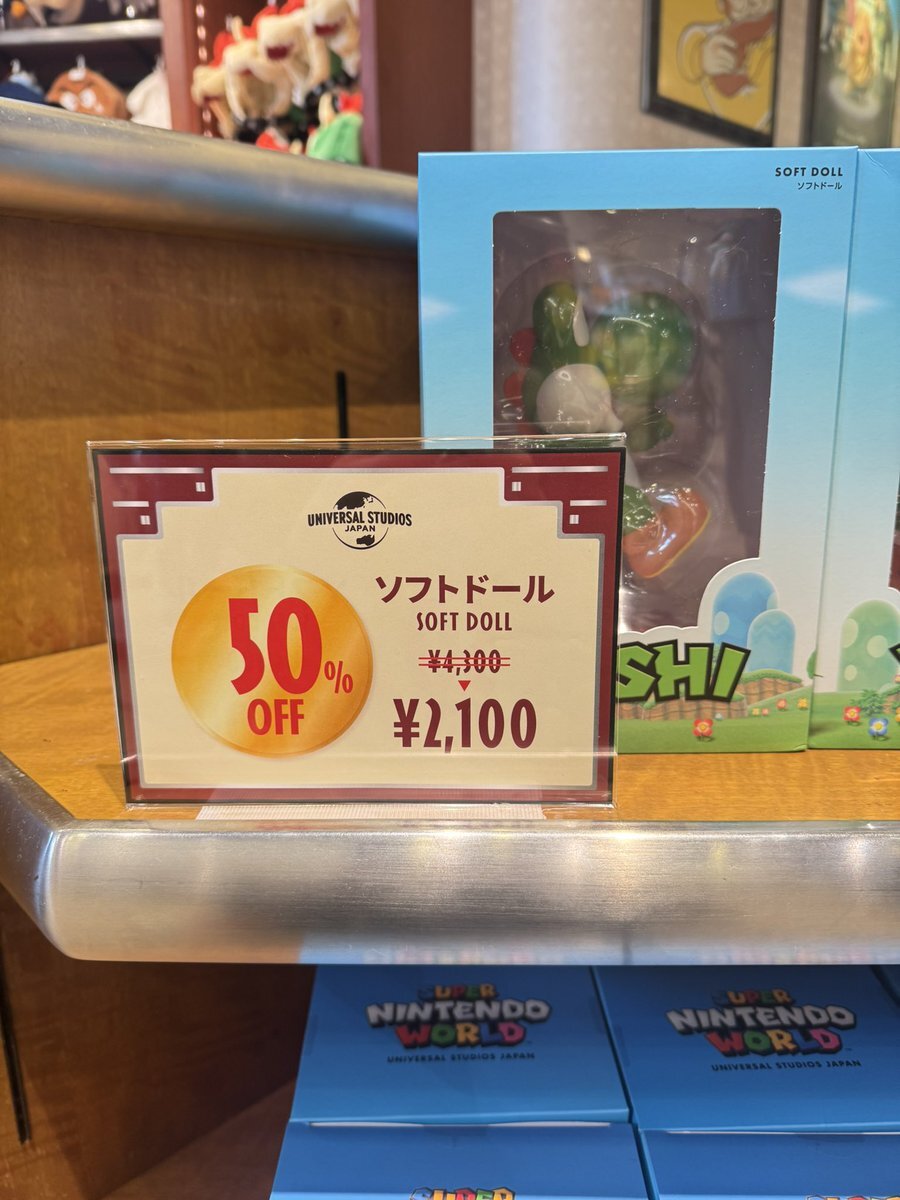 SOFT DOLL
ソフトドール
UNIVERSAL STUDIOS
JAPAN
50%
OFF
ソフトドール
SOFT DOLL
¥4,300
¥2,100
SUPER
NINTENDO
WORLD
UNIVERSAL STUDIOS JAPAN
SUPER
NINTENDO
WORLD
UNIVERSAL STUDIOS JAPAN
SUPER